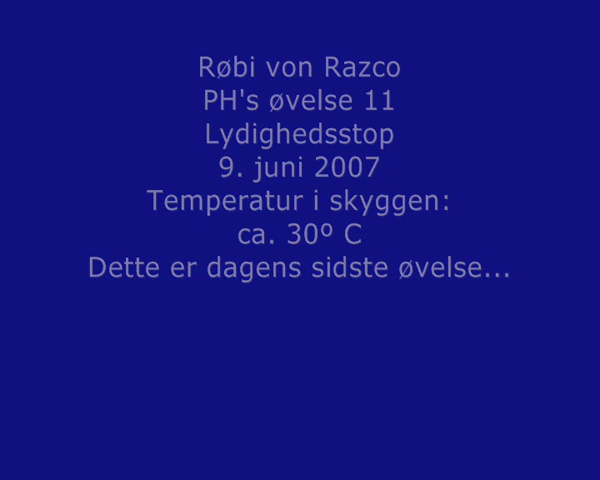 Røbi von Razco
PH's øvelse 11
Lydighedsstop
9. juni 2007
Temperatur i skyggen:
ca. 30º C
Dette er dagens sidste øvelse...